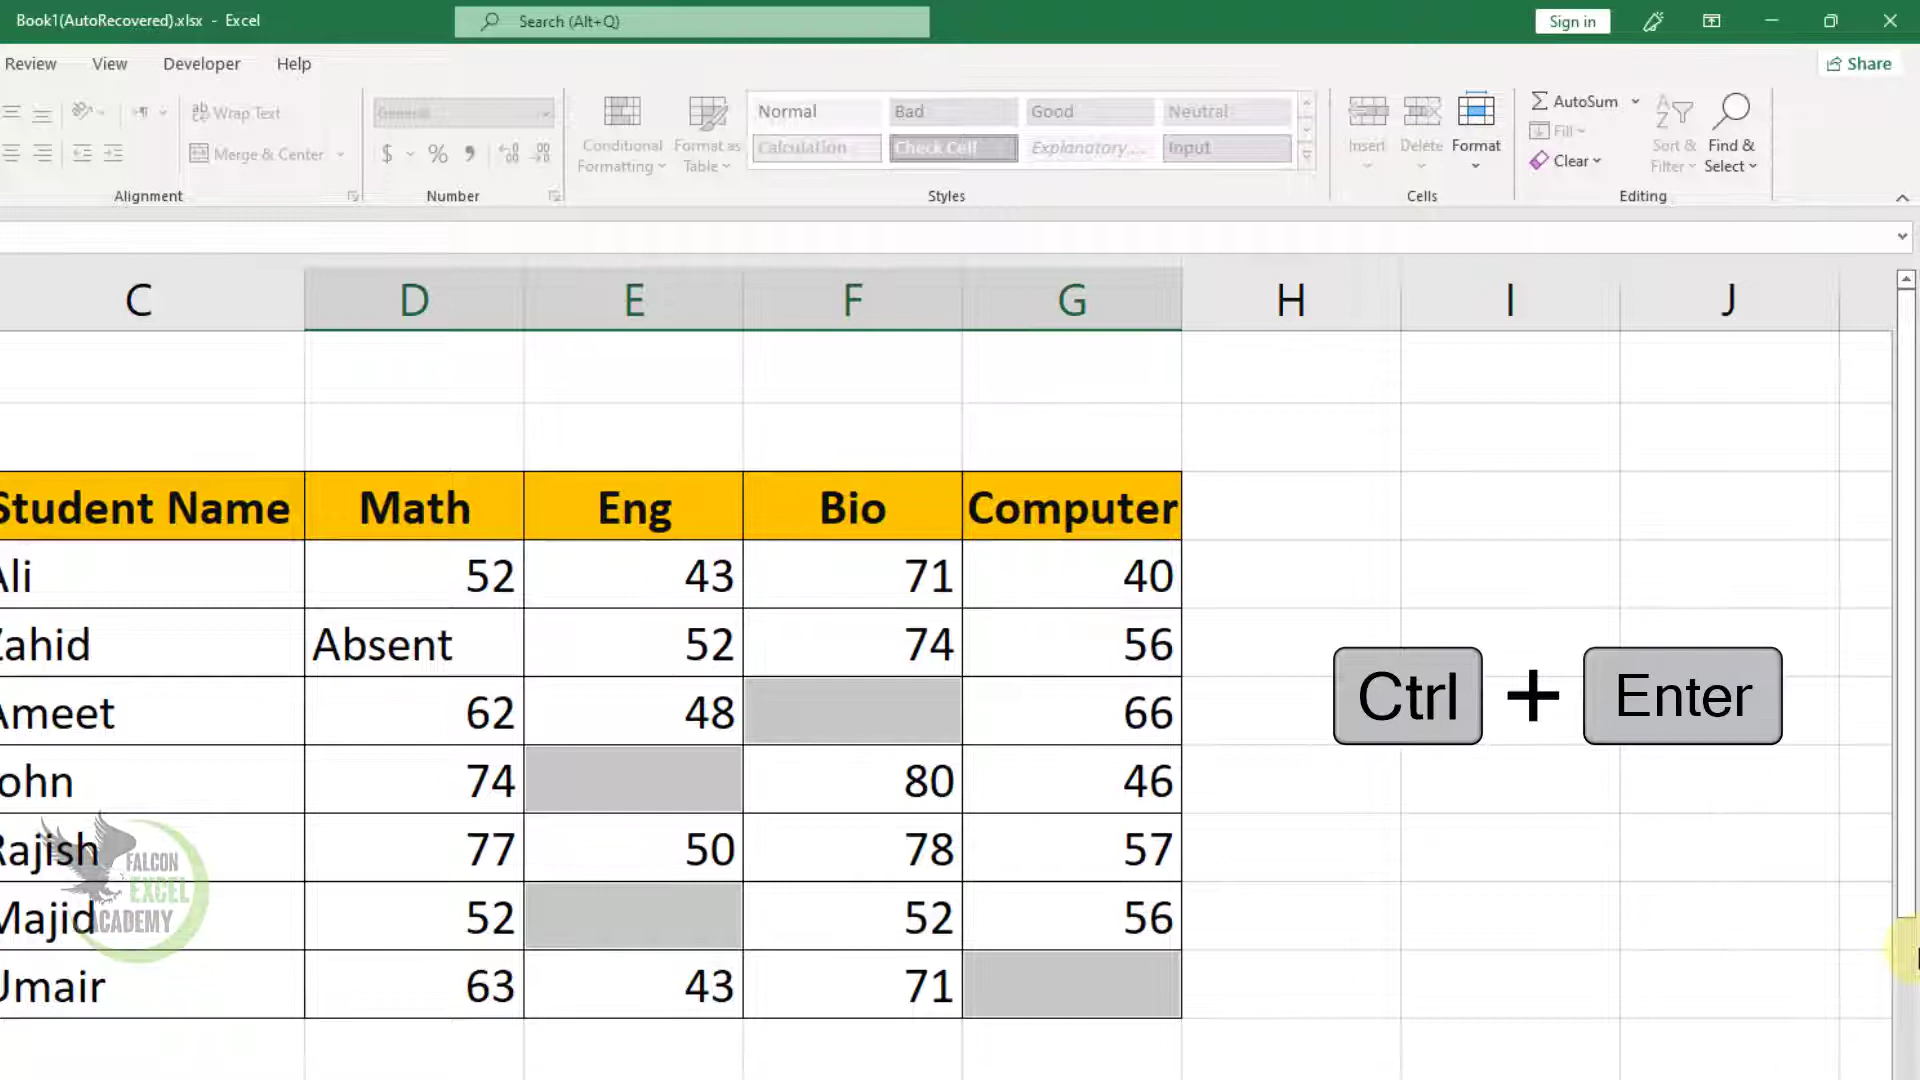 Book1(AutoRecovered).xlsx - Excel
Search (Alt+Q)
Sign in
Review View Developer Help
Share
Wrap Text
General
Merge & Center
$ % 9
Conditional Formatting
Format as Table
Normal Bad Good Neutral
Calculation Check Cell Explanatory... Input
Insert Delete Format
AutoSum
Fill
Clear
Sort & Filter
Find & Select
Alignment Number Styles Cells Editing
C D E F G H I J
Student Name Math Eng Bio Computer
Ali 52 43 71 40
Zahid Absent 52 74 56
Ameet 62 48 66
John 74 80 46
Rajish 77 50 78 57
Majid 52 52 56
Umair 63 43 71
Ctrl + Enter
FALCON
EXCEL
ACADEMY